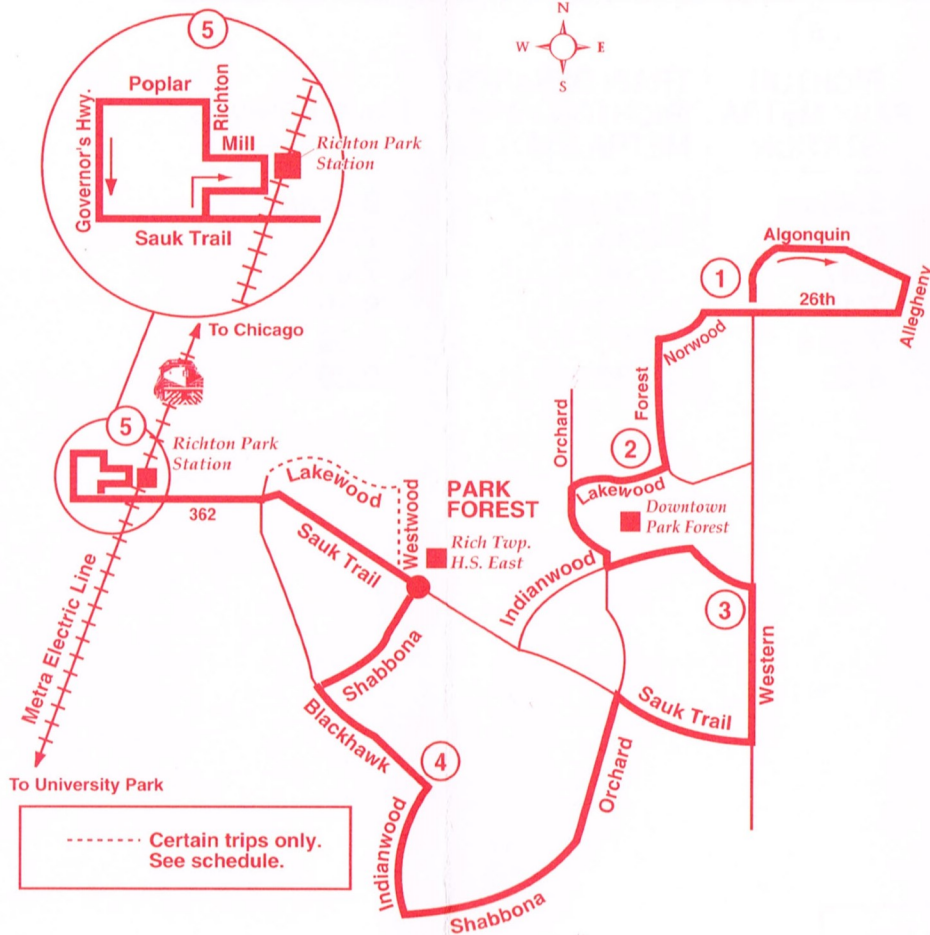 5
Poplar
Richton
Governor's Hwy.
Mill
Richton Park
Station
Sauk Trail
N
W
E
S
To Chicago
5
Richton Park
Station
362
Lakewood
Westwood
Sauk Trail
PARK
FOREST
Rich Twp.
H.S. East
1
Algonquin
26th
Allegheny
Norwood
Forest
2
Orchard
Lakewood
Downtown
Park Forest
Indianwood
3
Western
Sauk Trail
Orchard
Shabbona
Blackhawk
4
Indianwood
Shabbona
Metra Electric Line
To University Park
Certain trips only.
See schedule.